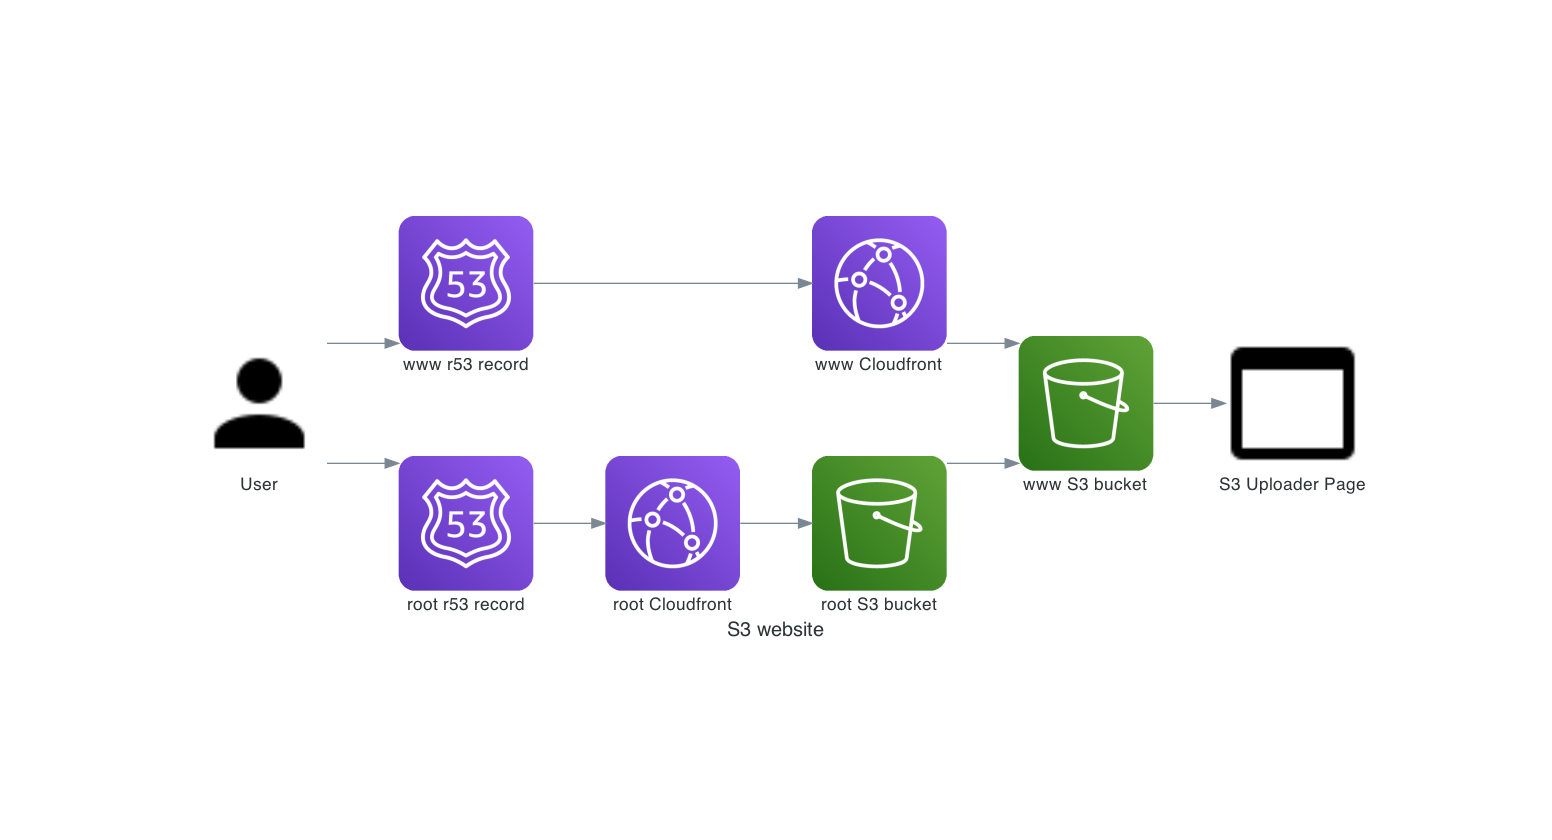 53
www r53 record
www Cloudfront
User
www S3 bucket
S3 Uploader Page
53
root r53 record
root Cloudfront
root S3 bucket
S3 website